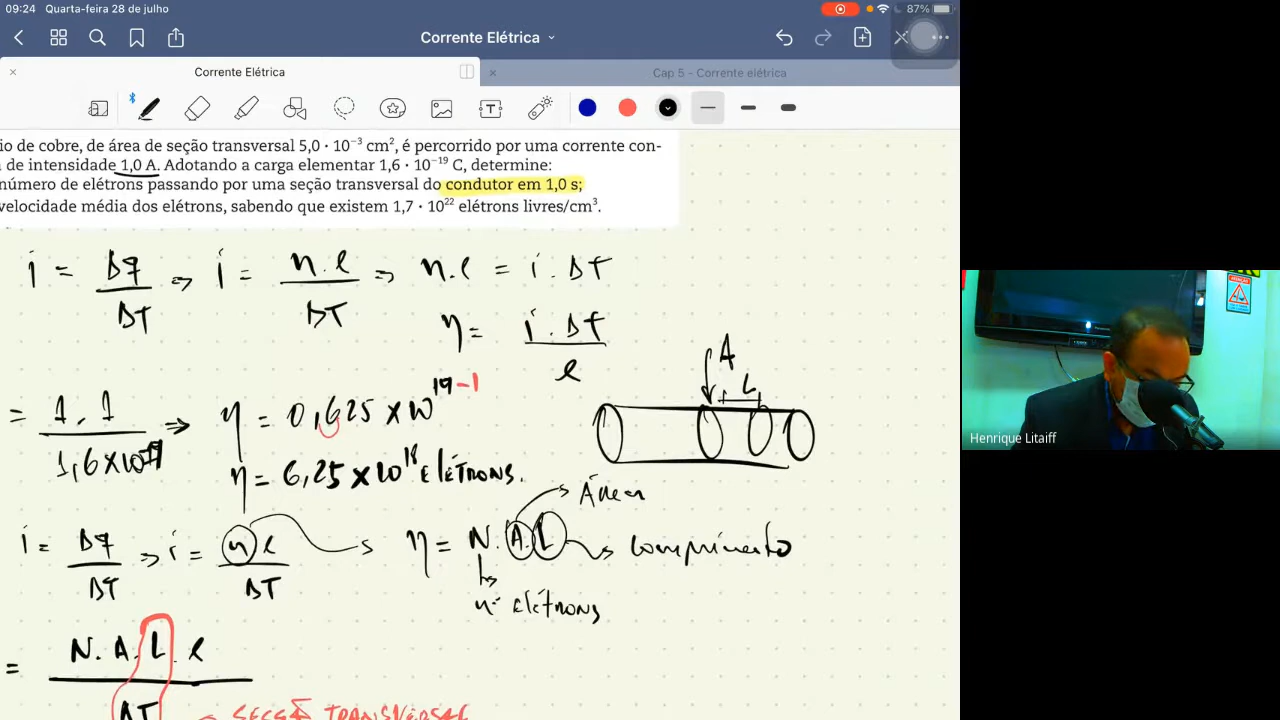 09:24 Quarta-feira 28 de julho 87%
Corrente Elétrica
Corrente Elétrica
Cap 5 - Corrente elétrica
io de cobre, de área de seção transversal 5,0 · 10⁻³ cm², é percorrido por uma corrente con-
de intensidade 1,0 A. Adotando a carga elementar 1,6 · 10⁻¹⁹ C, determine:
número de elétrons passando por uma seção transversal do condutor em 1,0 s;
velocidade média dos elétrons, sabendo que existem 1,7 · 10²² elétrons livres/cm³.
i = Δq/ΔT => i = n.e/ΔT => n.e = i.Δt
n = i.Δt/e
A
L
= 1.1/1,6x10⁻¹⁹ => n = 0,625x10¹⁹⁻¹
n = 6,25x10¹⁸ elétrons.
Área
i = Δq/ΔT => i = n e/ΔT n = N.A.L comprimento
nº elétrons
= N.A.L.e/ΔT
SECSÃO TRANSVERSAL
Henrique Litaiff